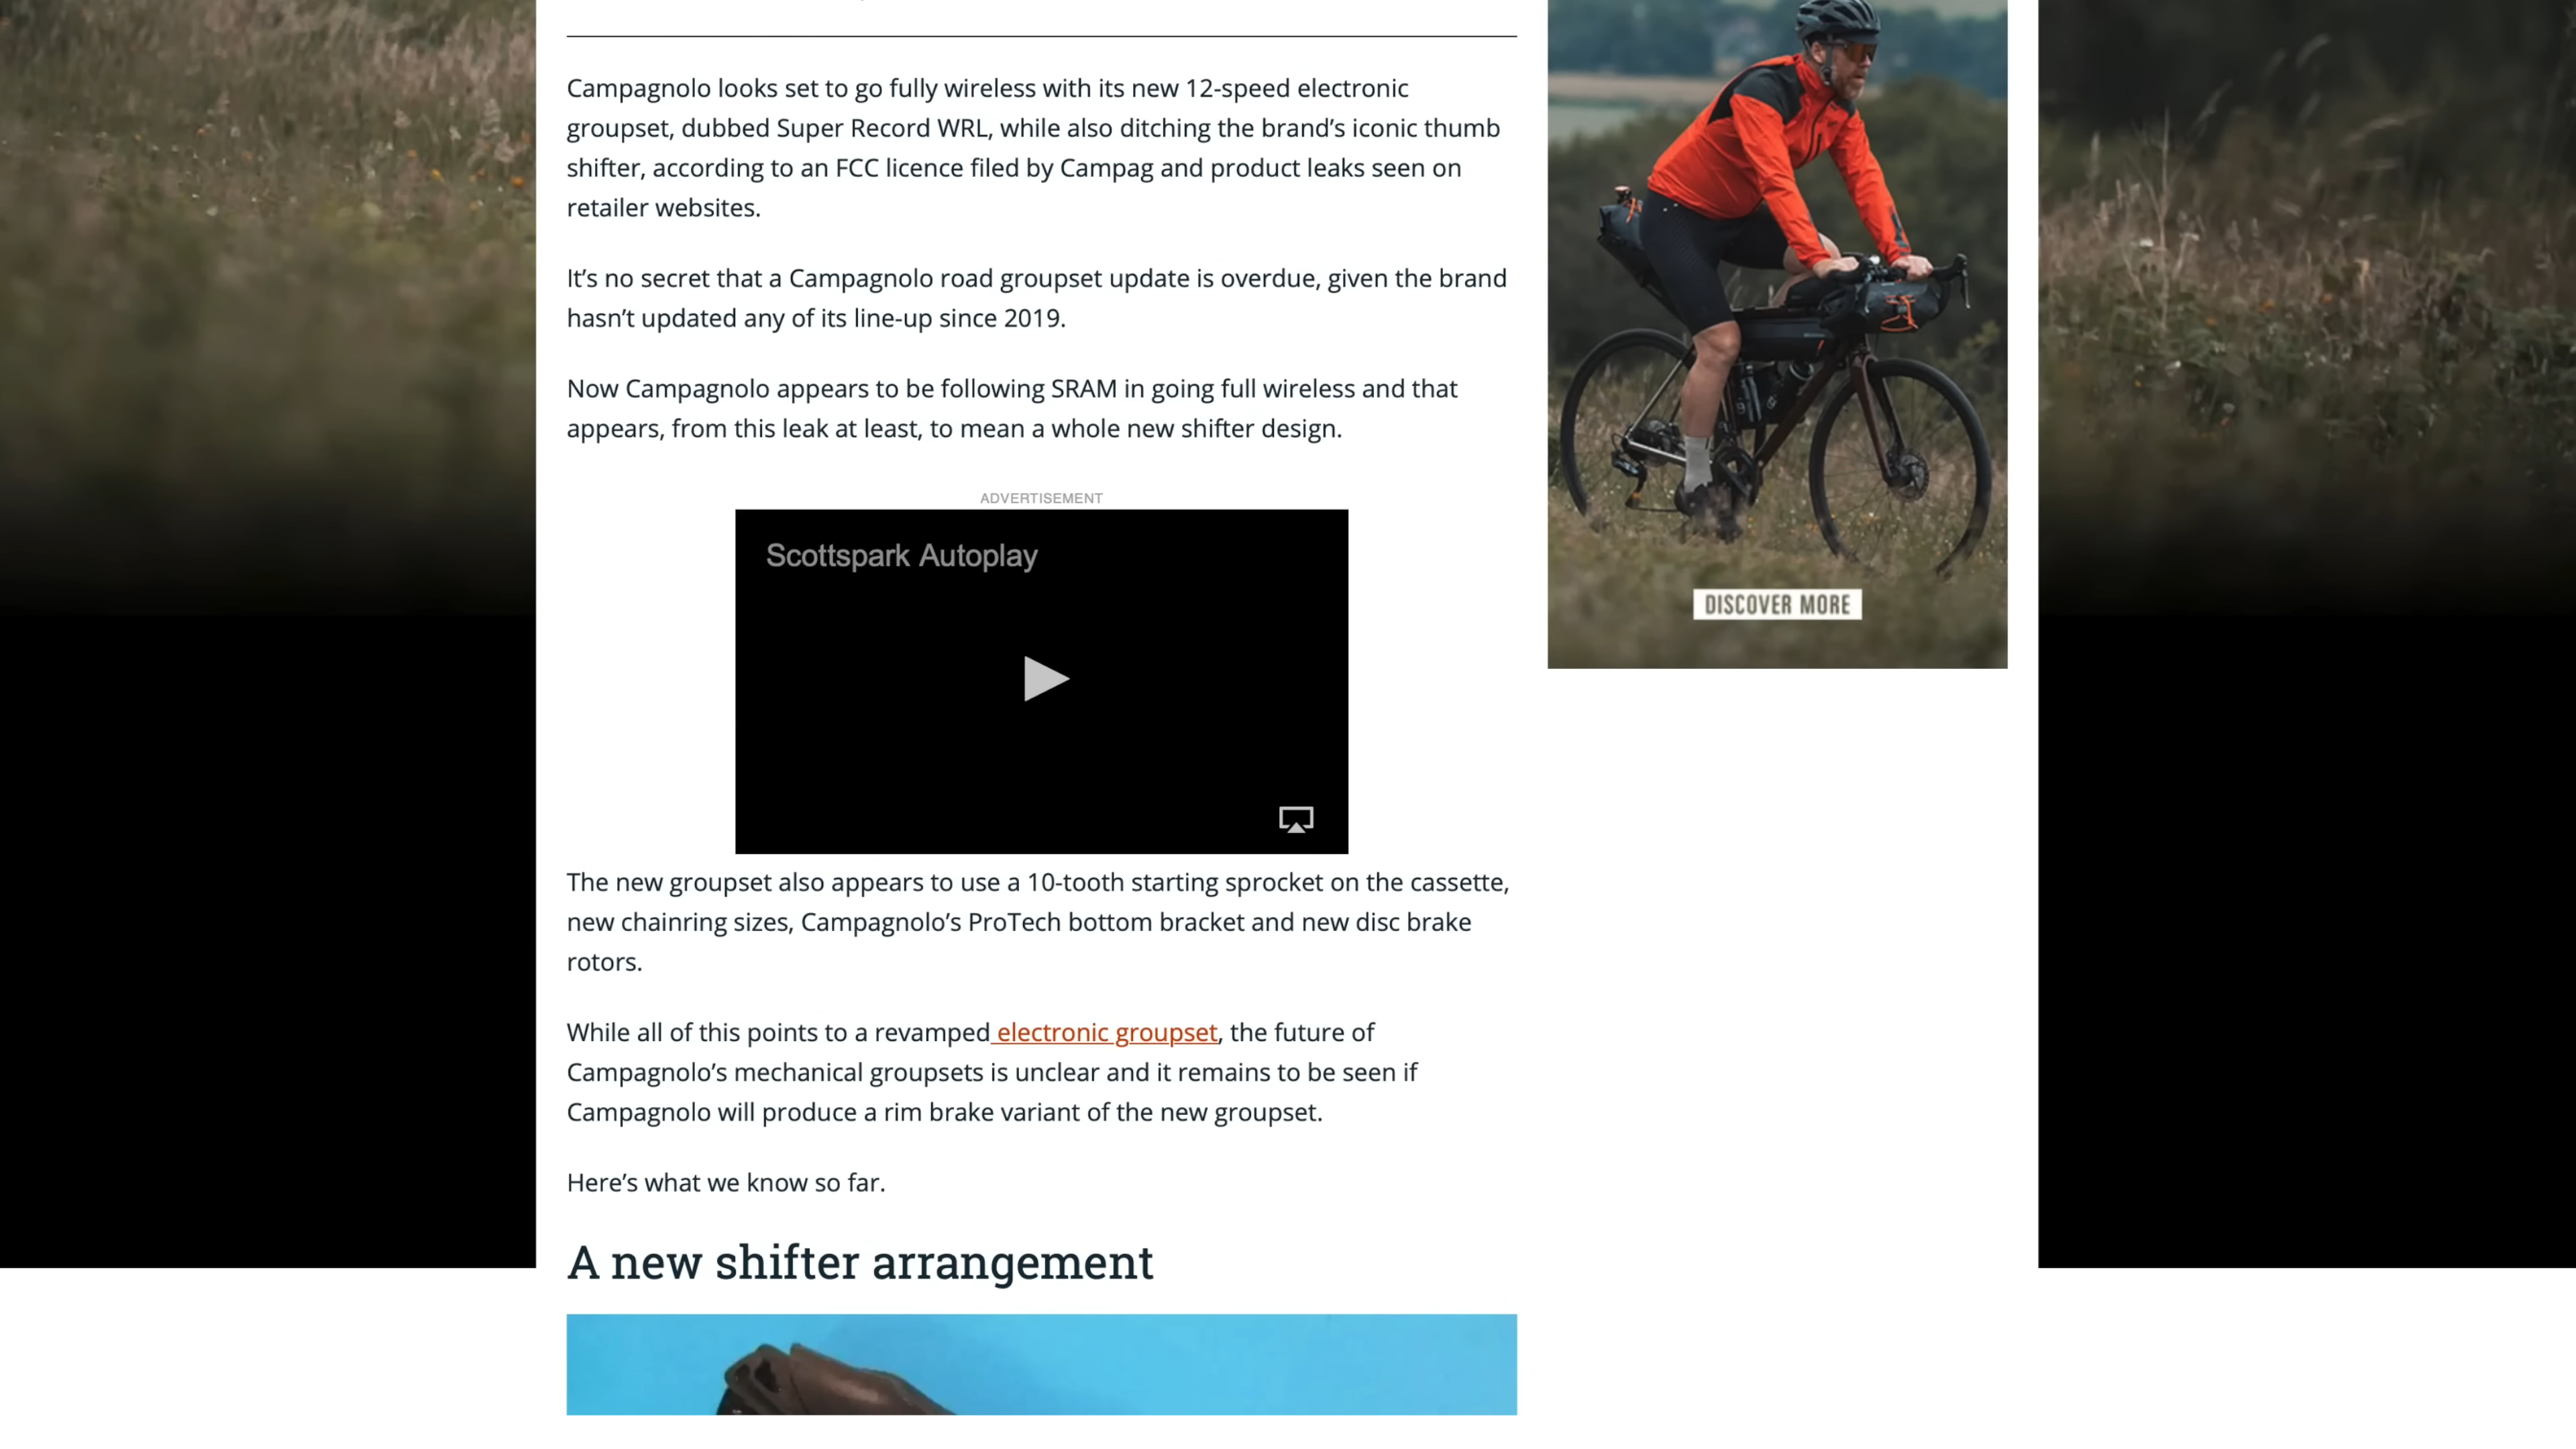 Campagnolo looks set to go fully wireless with its new 12-speed electronic
groupset, dubbed Super Record WRL, while also ditching the brand’s iconic thumb
shifter, according to an FCC licence filed by Campag and product leaks seen on
retailer websites.
It’s no secret that a Campagnolo road groupset update is overdue, given the brand
hasn’t updated any of its line-up since 2019.
Now Campagnolo appears to be following SRAM in going full wireless and that
appears, from this leak at least, to mean a whole new shifter design.
ADVERTISEMENT
Scottspark Autoplay
The new groupset also appears to use a 10-tooth starting sprocket on the cassette,
new chainring sizes, Campagnolo’s ProTech bottom bracket and new disc brake
rotors.
While all of this points to a revamped electronic groupset, the future of
Campagnolo’s mechanical groupsets is unclear and it remains to be seen if
Campagnolo will produce a rim brake variant of the new groupset.
Here’s what we know so far.
A new shifter arrangement
DISCOVER MORE